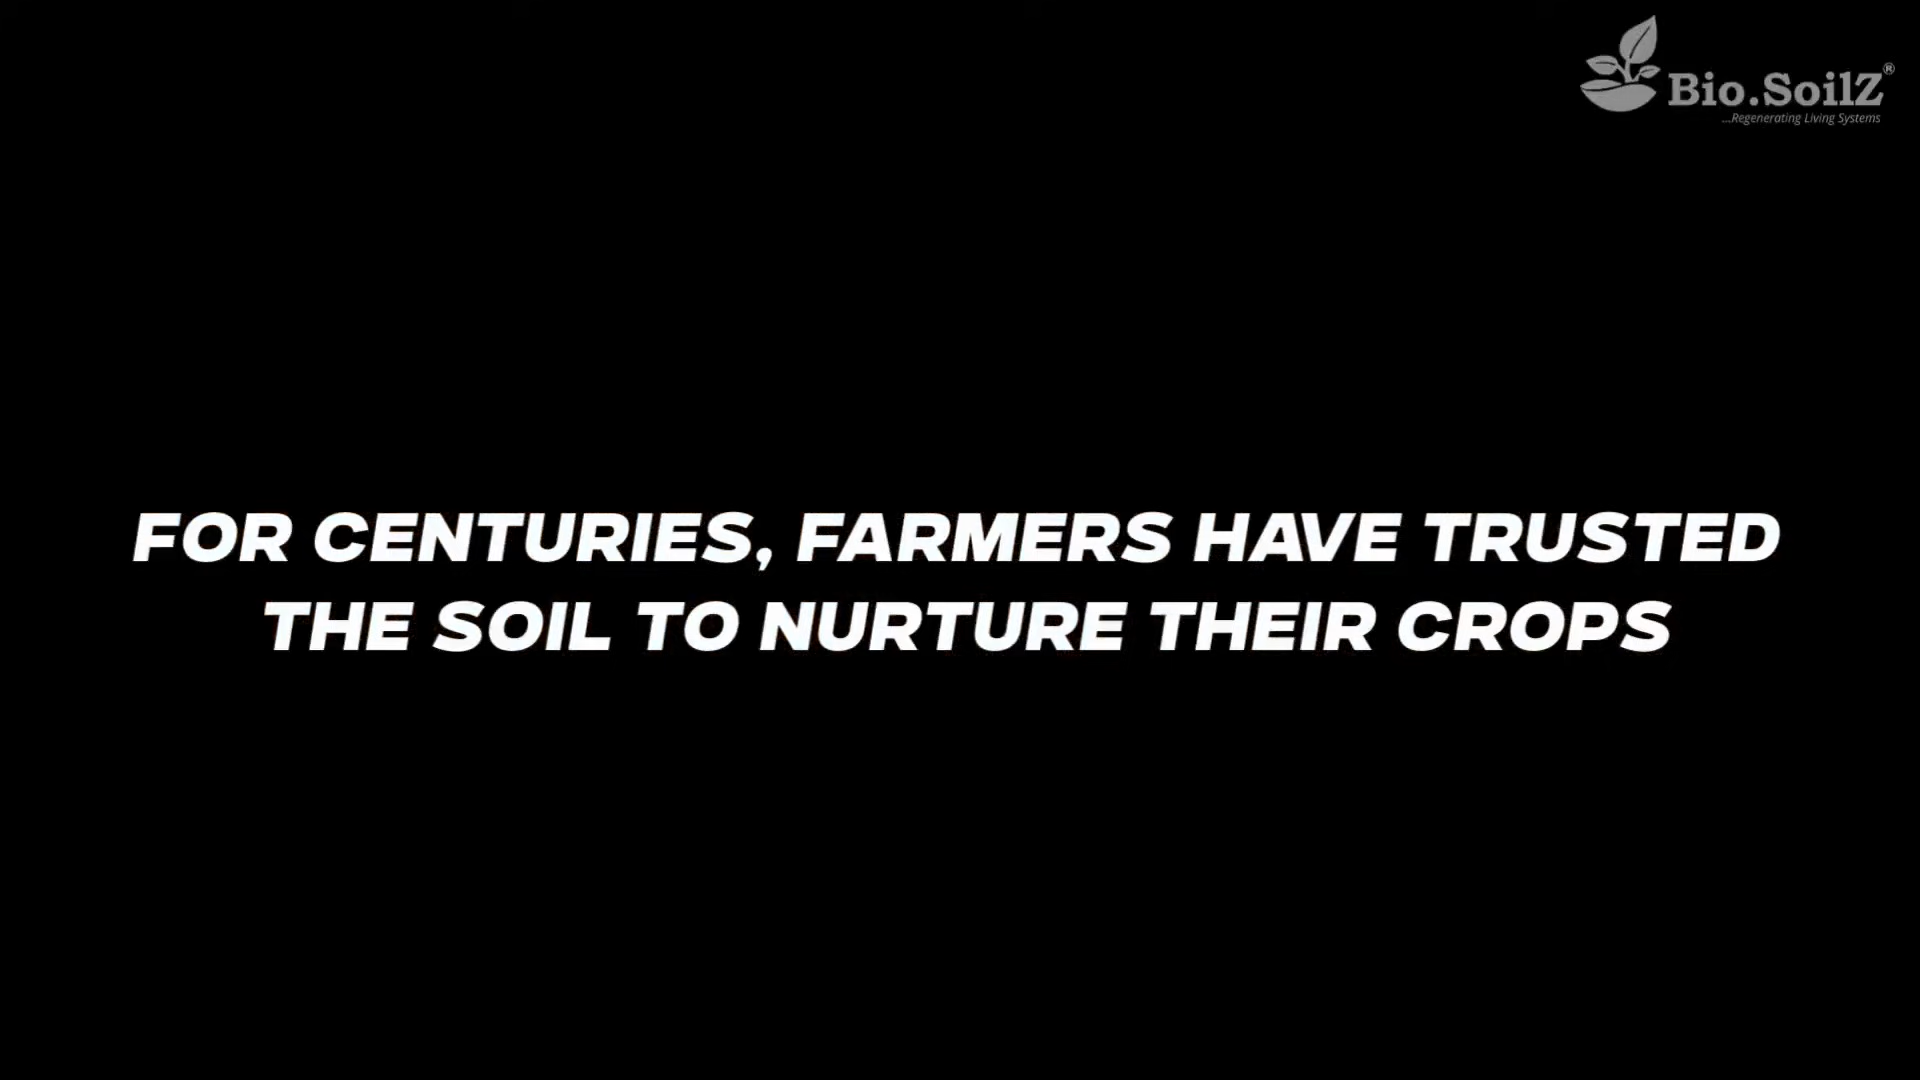 Bio.SoilZ®
...Regenerating Living Systems
FOR CENTURIES, FARMERS HAVE TRUSTED
THE SOIL TO NURTURE THEIR CROPS